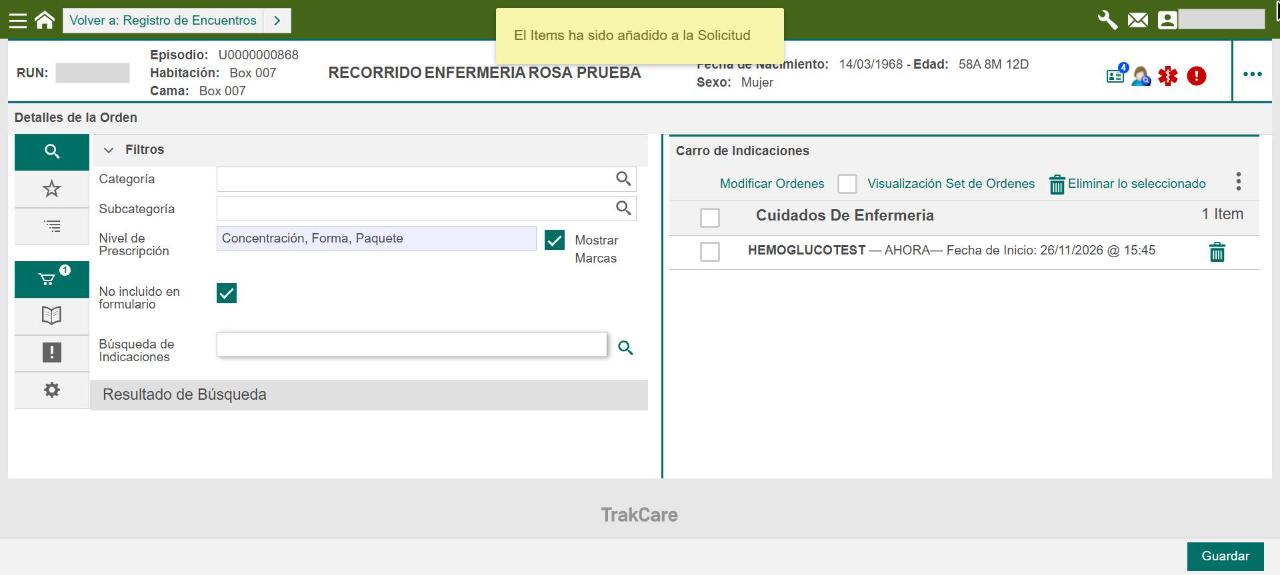 Volver a: Registro de Encuentros
El Items ha sido añadido a la Solicitud
RUN:
Episodio: U0000000868
Habitación: Box 007
Cama: Box 007
RECORRIDO ENFERMERIA ROSA PRUEBA
Fecha de Nacimiento: 14/03/1968 - Edad: 58A 8M 12D
Sexo: Mujer
4
Detalles de la Orden
Filtros
Categoría
Subcategoría
Nivel de Prescripción
Concentración, Forma, Paquete
Mostrar Marcas
1
No incluido en formulario
Búsqueda de Indicaciones
Resultado de Búsqueda
Carro de Indicaciones
Modificar Ordenes
Visualización Set de Ordenes
Eliminar lo seleccionado
Cuidados De Enfermeria
1 Item
HEMOGLUCOTEST — AHORA— Fecha de Inicio: 26/11/2026 @ 15:45
TrakCare
Guardar